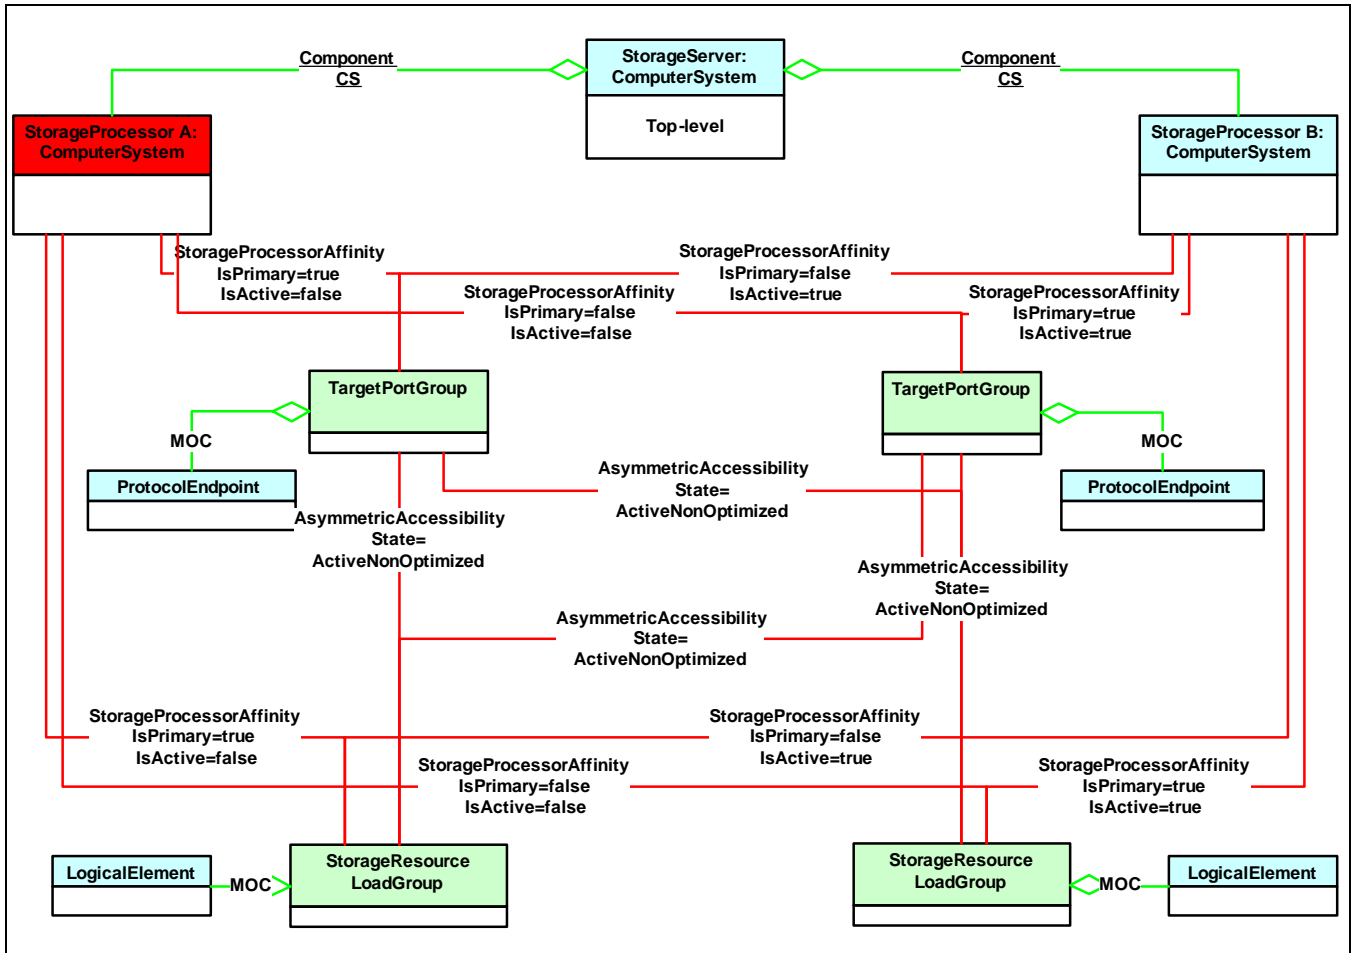 Component
CS
StorageServer:
ComputerSystem
Top-level
Component
CS
StorageProcessor A:
ComputerSystem
StorageProcessor B:
ComputerSystem
StorageProcessorAffinity
IsPrimary=true
IsActive=false
StorageProcessorAffinity
IsPrimary=false
IsActive=true
StorageProcessorAffinity
IsPrimary=false
IsActive=false
StorageProcessorAffinity
IsPrimary=true
IsActive=true
TargetPortGroup
TargetPortGroup
MOC
MOC
ProtocolEndpoint
ProtocolEndpoint
AsymmetricAccessibility
State=
ActiveNonOptimized
AsymmetricAccessibility
State=
ActiveNonOptimized
AsymmetricAccessibility
State=
ActiveNonOptimized
AsymmetricAccessibility
State=
ActiveNonOptimized
StorageProcessorAffinity
IsPrimary=true
IsActive=false
StorageProcessorAffinity
IsPrimary=false
IsActive=true
StorageProcessorAffinity
IsPrimary=false
IsActive=false
StorageProcessorAffinity
IsPrimary=true
IsActive=true
LogicalElement
MOC
StorageResource
LoadGroup
StorageResource
LoadGroup
MOC
LogicalElement